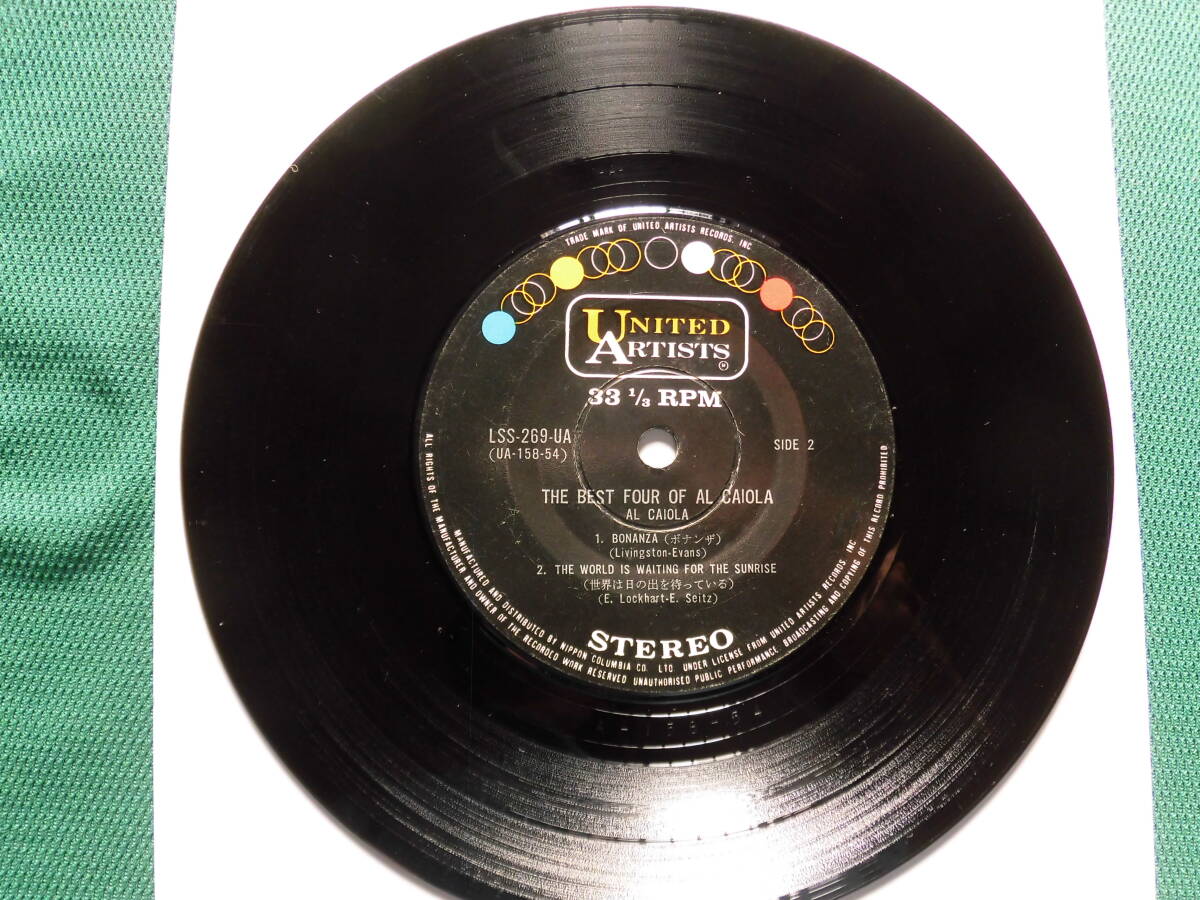 TRADE MARK OF UNITED ARTISTS RECORDS, INC
UNITED
ARTISTS
®
33 1/3 RPM
LSS-269-UA
(UA-158-54)
SIDE 2
THE BEST FOUR OF AL CAIOLA
AL CAIOLA
1. BONANZA (ボナンザ)
(Livingston-Evans)
2. THE WORLD IS WAITING FOR THE SUNRISE
(世界は日の出を待っている)
(E. Lockhart-E. Seitz)
STEREO
MANUFACTURED AND DISTRIBUTED BY NIPPON COLUMBIA CO. LTD. UNDER LICENSE FROM UNITED ARTISTS RECORDS, INC
ALL RIGHTS OF THE MANUFACTURER AND OWNER OF THE RECORDED WORK RESERVED UNAUTHORISED PUBLIC PERFORMANCE, BROADCASTING AND COPYING OF THIS RECORD PROHIBITED